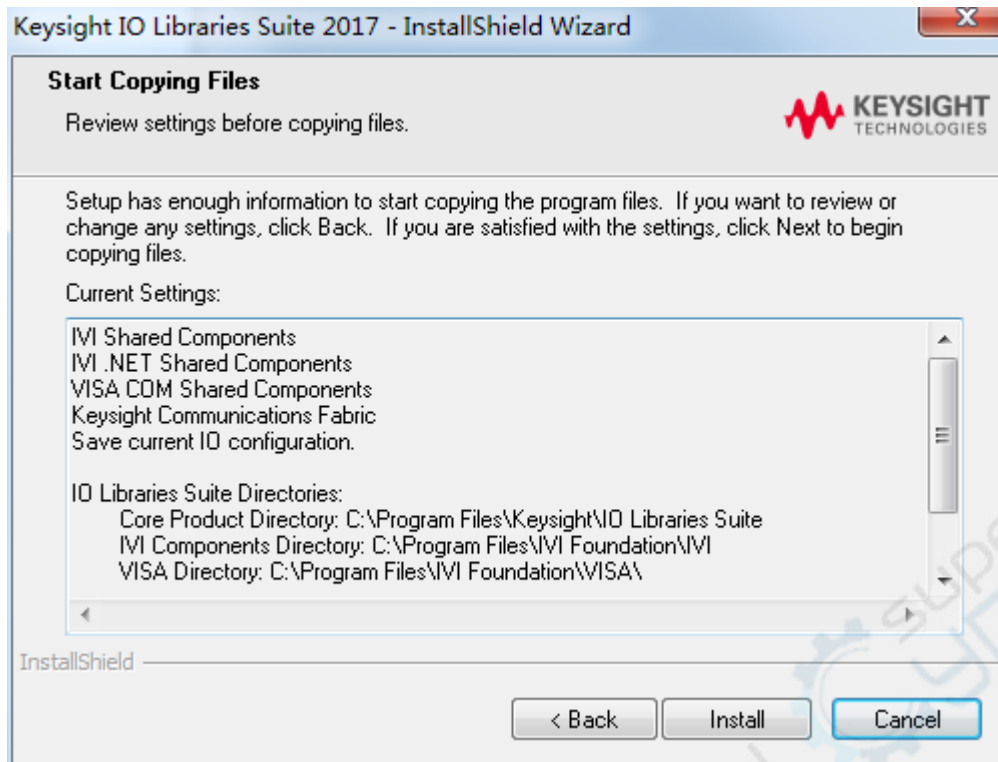 Keysight IO Libraries Suite 2017 - InstallShield Wizard
Start Copying Files
Review settings before copying files.
KEYSIGHT
TECHNOLOGIES
Setup has enough information to start copying the program files. If you want to review or
change any settings, click Back. If you are satisfied with the settings, click Next to begin
copying files.
Current Settings:
IVI Shared Components
IVI .NET Shared Components
VISA COM Shared Components
Keysight Communications Fabric
Save current IO configuration.
IO Libraries Suite Directories:
Core Product Directory: C:\Program Files\Keysight\IO Libraries Suite
IVI Components Directory: C:\Program Files\IVI Foundation\IVI
VISA Directory: C:\Program Files\IVI Foundation\VISA\
InstallShield
< Back
Install
Cancel